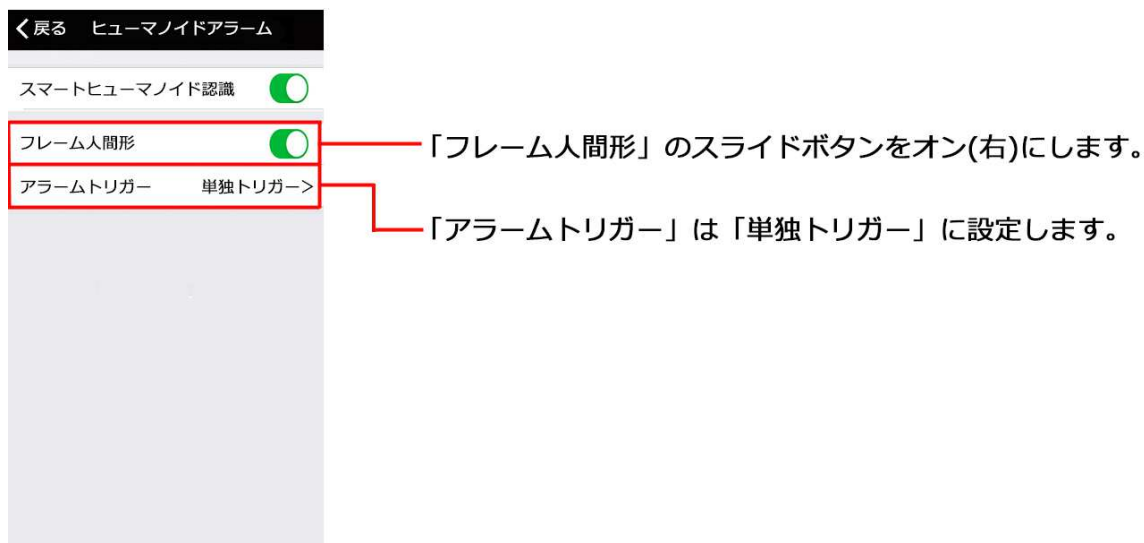 戻る ヒューマノイドアラーム
スマートヒューマノイド認識
フレーム人間形
「フレーム人間形」のスライドボタンをオン(右)にします。
アラームトリガー 単独トリガー>
「アラームトリガー」は「単独トリガー」に設定します。